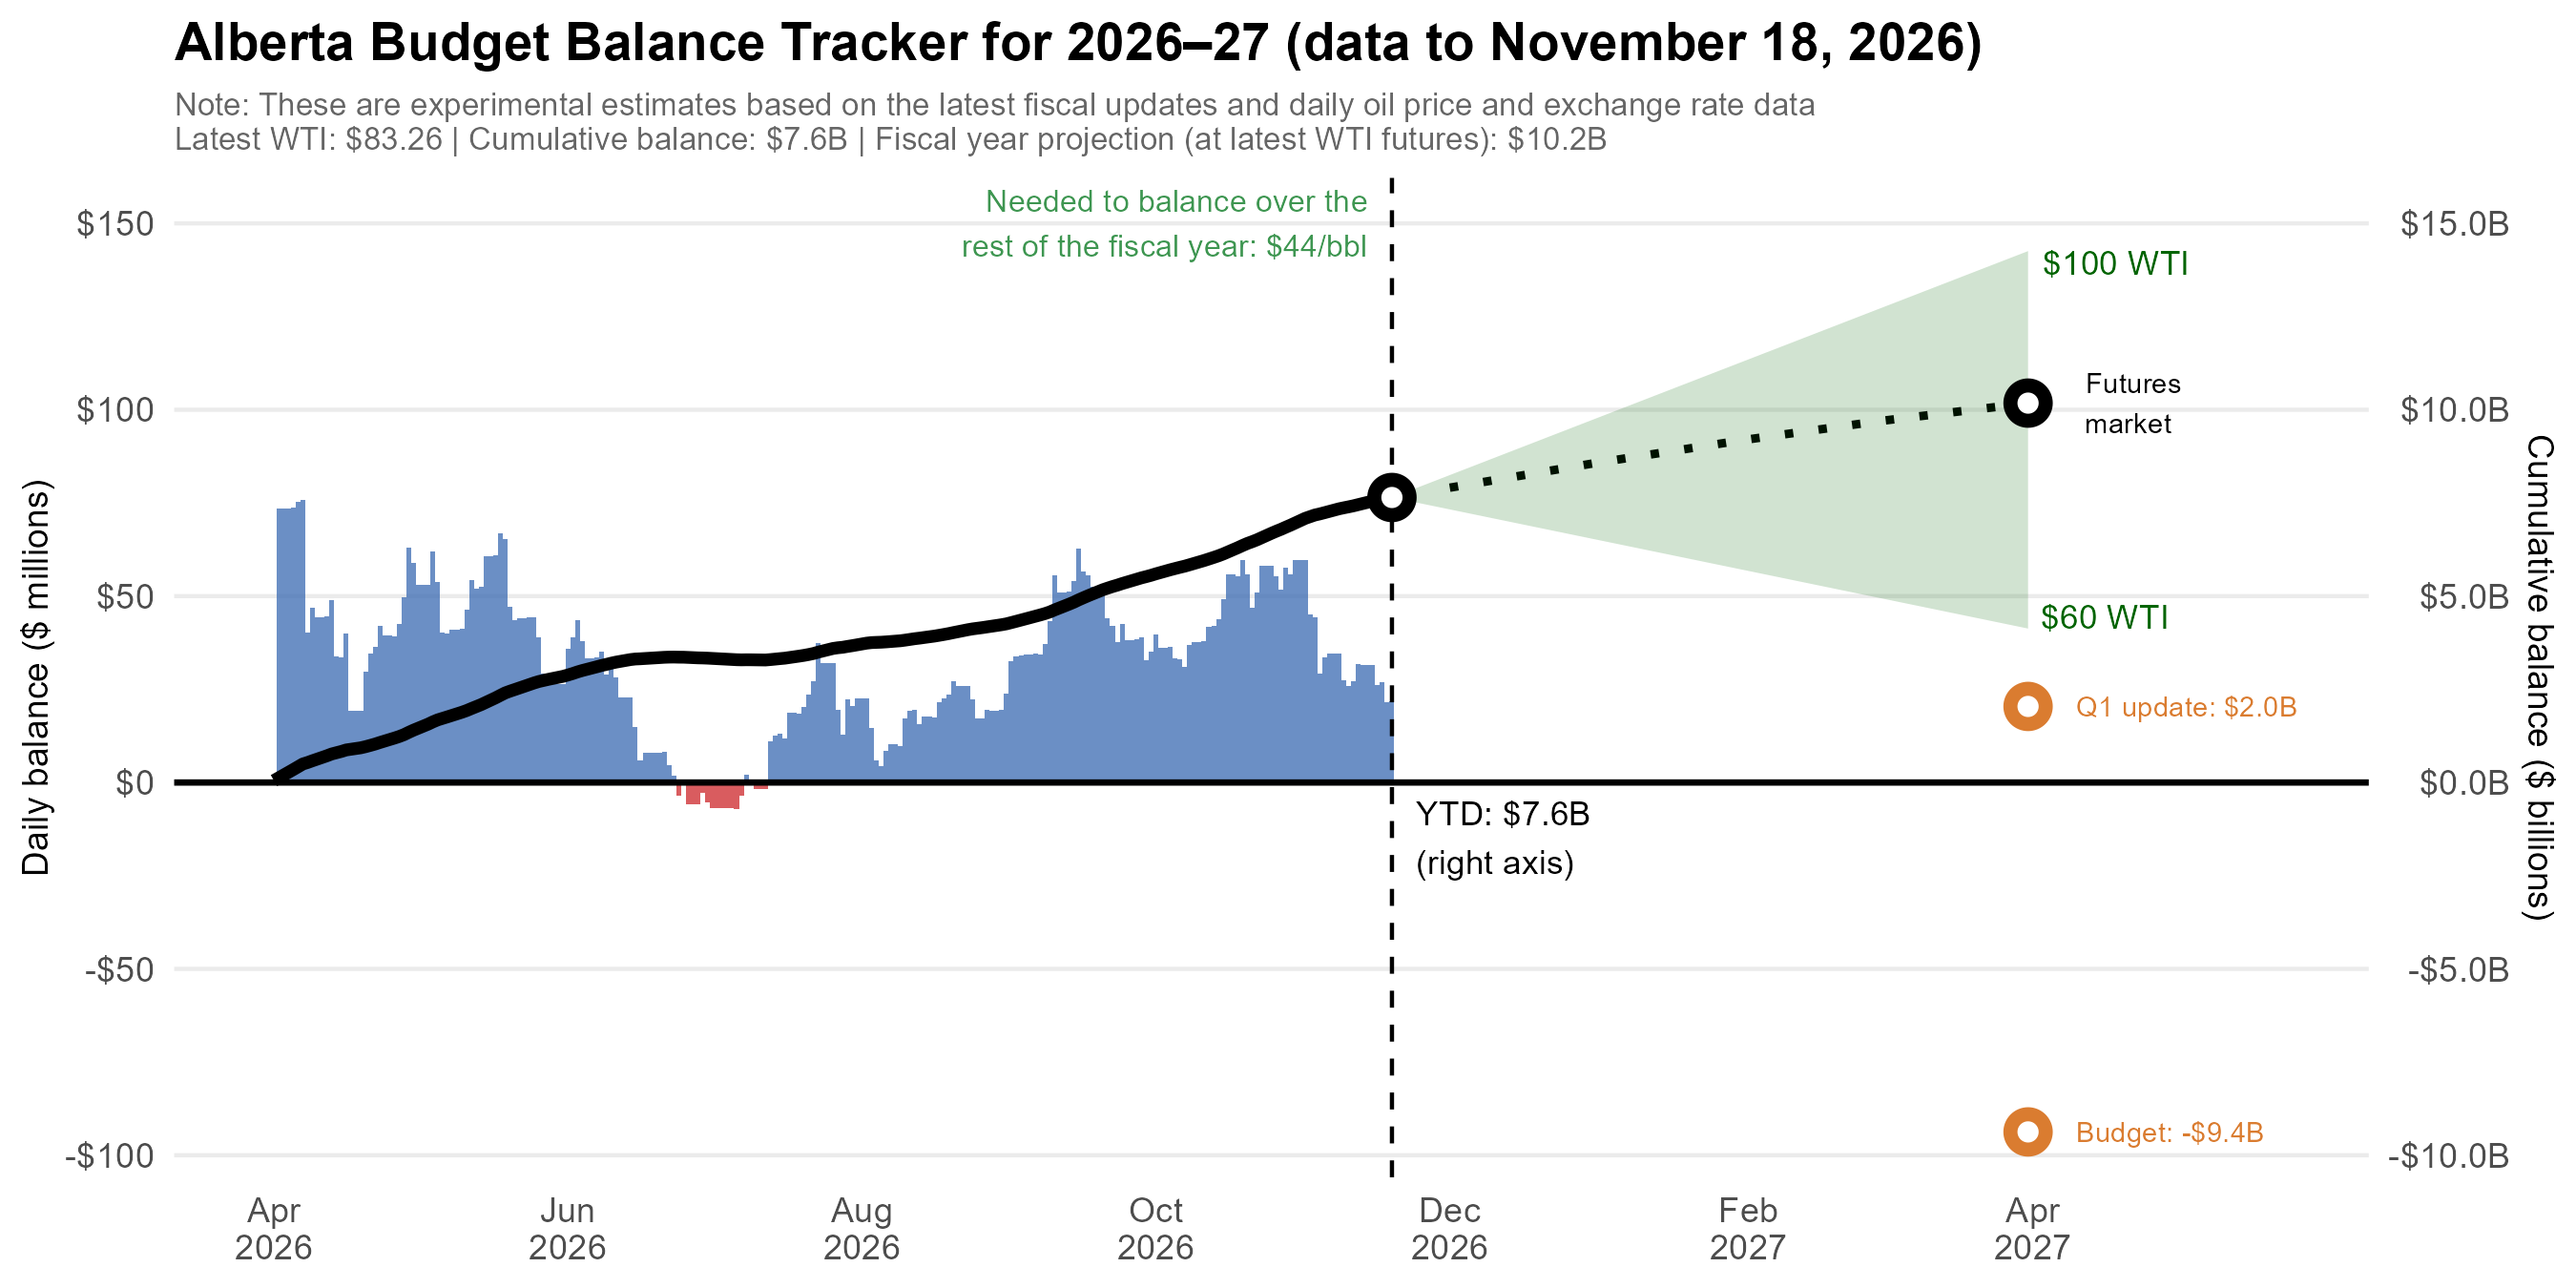 Alberta Budget Balance Tracker for 2026–27 (data to November 18, 2026)
Note: These are experimental estimates based on the latest fiscal updates and daily oil price and exchange rate data
Latest WTI: $83.26 | Cumulative balance: $7.6B | Fiscal year projection (at latest WTI futures): $10.2B
Needed to balance over the
rest of the fiscal year: $44/bbl
$150
$100
$50
$0
-$50
-$100
Daily balance ($ millions)
$100 WTI
Futures
market
$60 WTI
Q1 update: $2.0B
YTD: $7.6B
(right axis)
Budget: -$9.4B
$15.0B
$10.0B
$5.0B
$0.0B
-$5.0B
-$10.0B
Cumulative balance ($ billions)
Apr
2026
Jun
2026
Aug
2026
Oct
2026
Dec
2026
Feb
2027
Apr
2027